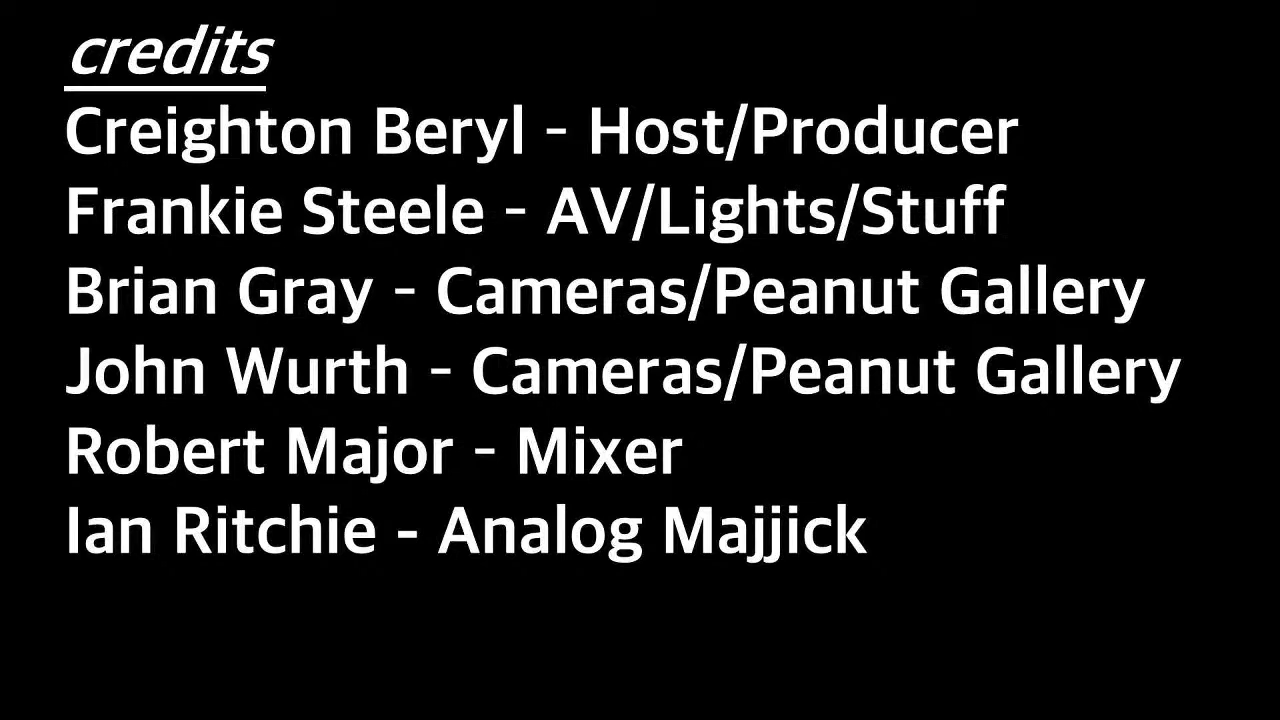 credits
Creighton Beryl - Host/Producer
Frankie Steele - AV/Lights/Stuff
Brian Gray - Cameras/Peanut Gallery
John Wurth - Cameras/Peanut Gallery
Robert Major - Mixer
Ian Ritchie - Analog Majjick